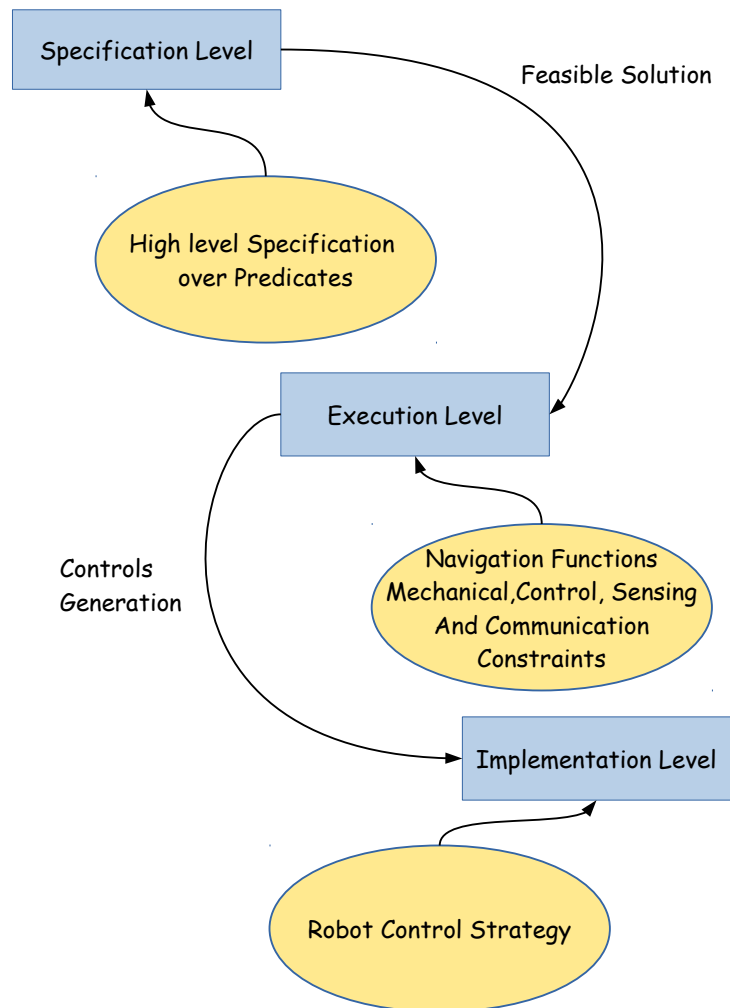 Specification Level
Feasible Solution
High level Specification
over Predicates
Execution Level
Navigation Functions
Mechanical,Control, Sensing
And Communication
Constraints
Controls
Generation
Implementation Level
Robot Control Strategy